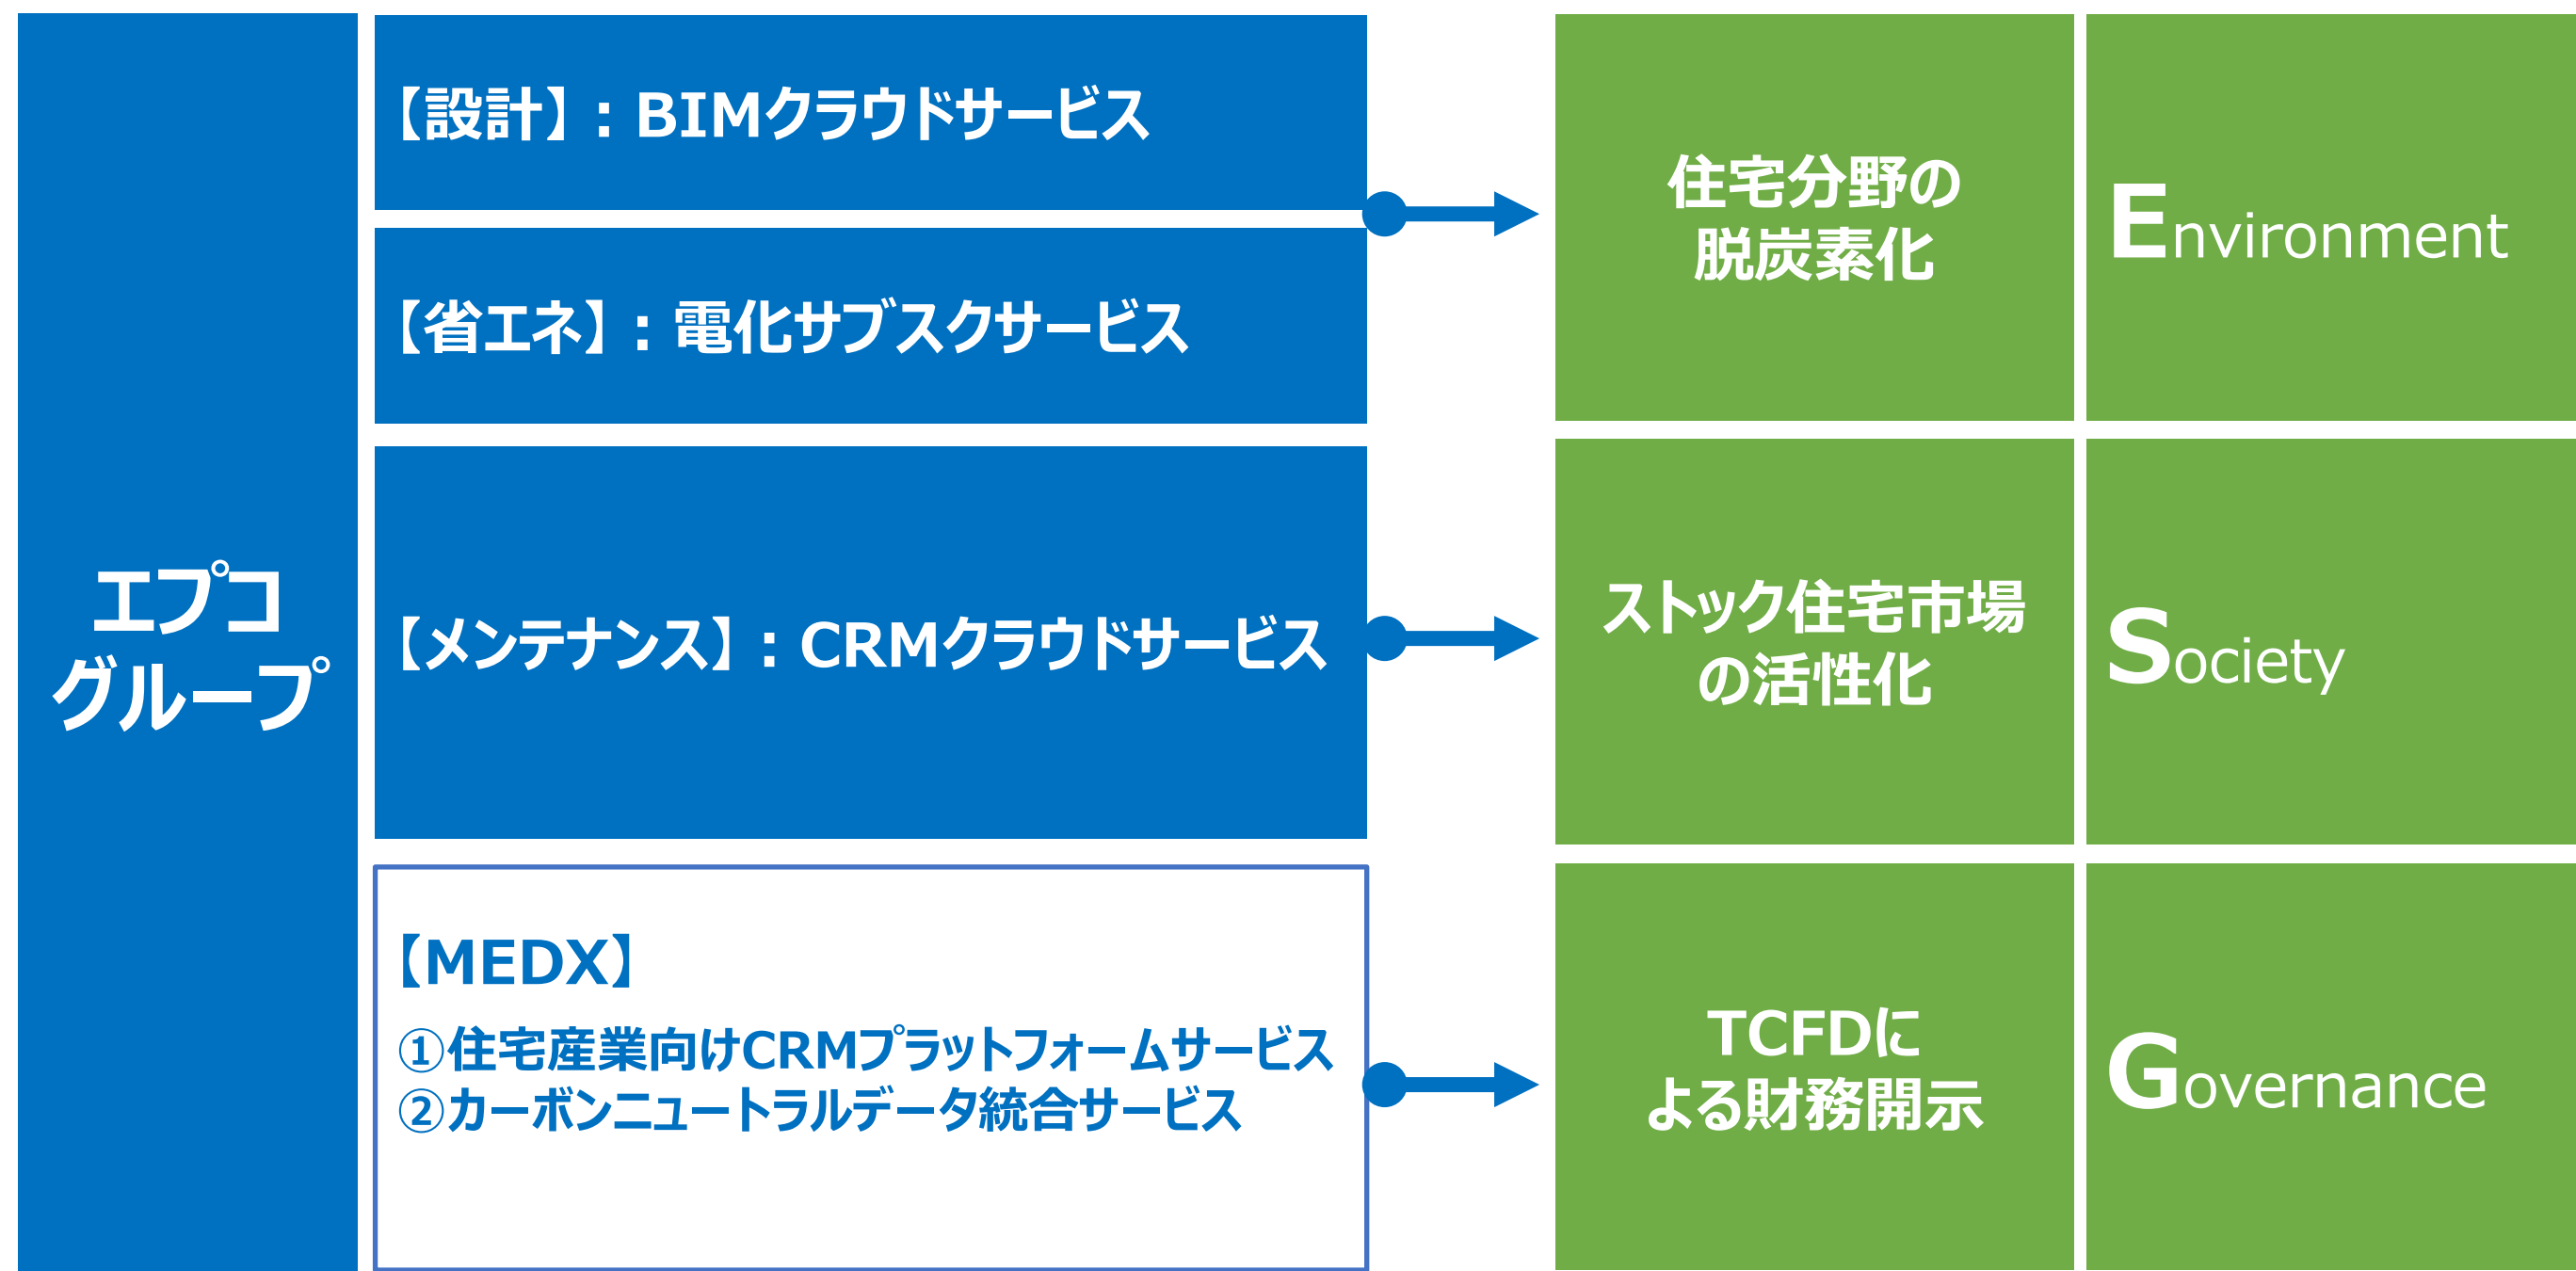 エプコ
グループ
【設計】:BIMクラウドサービス
【省エネ】:電化サブスクサービス
住宅分野の
脱炭素化
Environment
【メンテナンス】:CRMクラウドサービス
ストック住宅市場
の活性化
Society
【MEDX】
①住宅産業向けCRMプラットフォームサービス
②カーボンニュートラルデータ統合サービス
TCFDに
よる財務開示
Governance